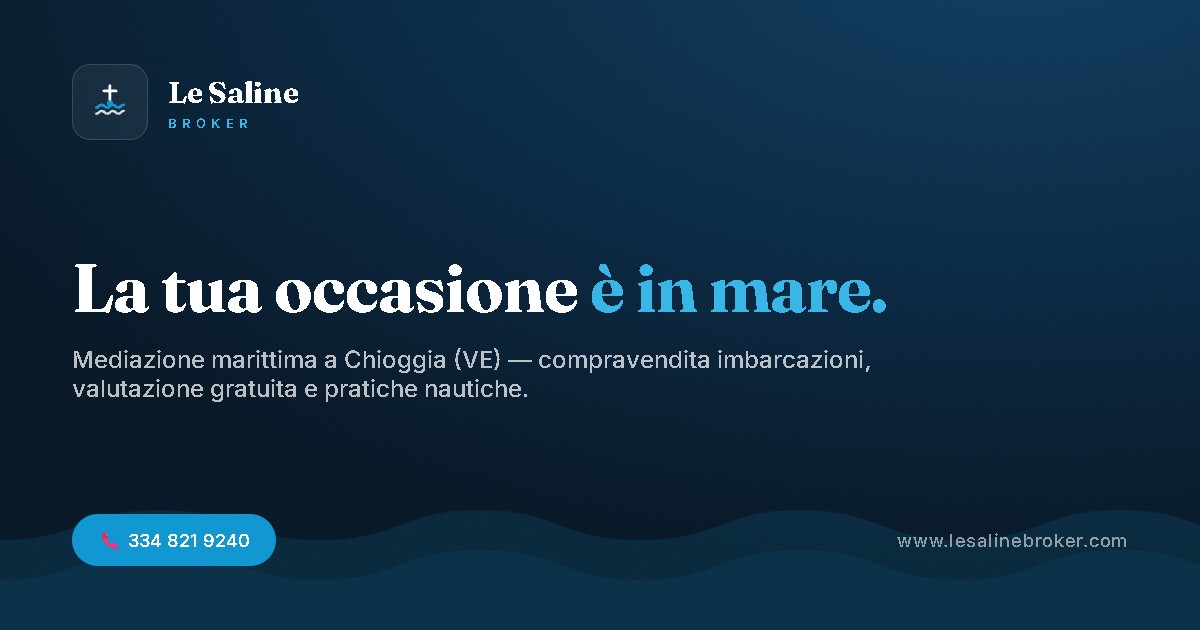 Le Saline
BROKER
La tua occasione è in mare.
Mediazione marittima a Chioggia (VE) — compravendita imbarcazioni,
valutazione gratuita e pratiche nautiche.
334 821 9240
www.lesalinebroker.com